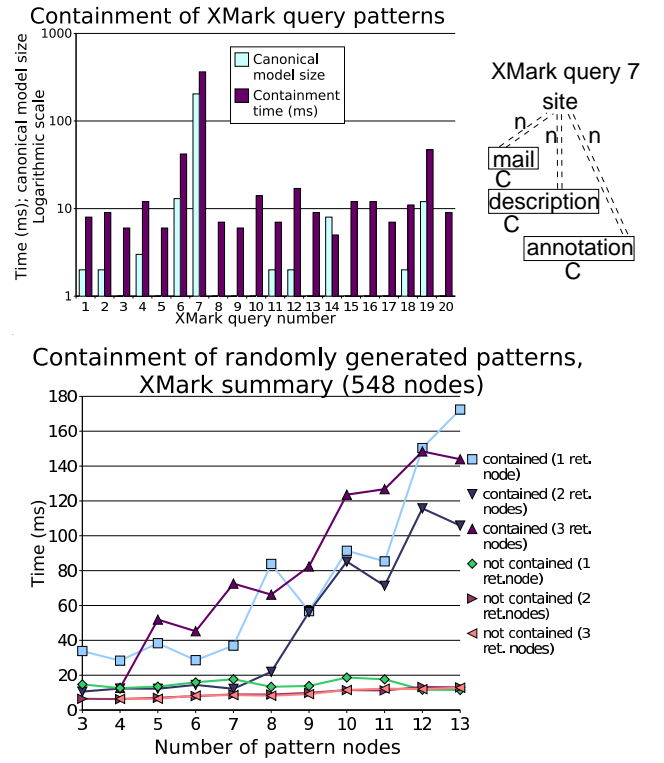 Containment of XMark query patterns
1000
100
10
1
Time (ms); canonical model size
Logarithmic scale
Canonical
model size
Containment
time (ms)
1 2 3 4 5 6 7 8 9 10 11 12 13 14 15 16 17 18 19 20
XMark query number
XMark query 7
site
n n n
mail
C
description
C
annotation
C
Containment of randomly generated patterns,
XMark summary (548 nodes)
180
160
140
120
100
80
60
40
20
0
Time (ms)
3 4 5 6 7 8 9 10 11 12 13
Number of pattern nodes
contained (1 ret.
node)
contained (2 ret.
nodes)
contained (3 ret.
nodes)
not contained (1
ret.node)
not contained (2
ret.nodes)
not contained (3
ret. nodes)